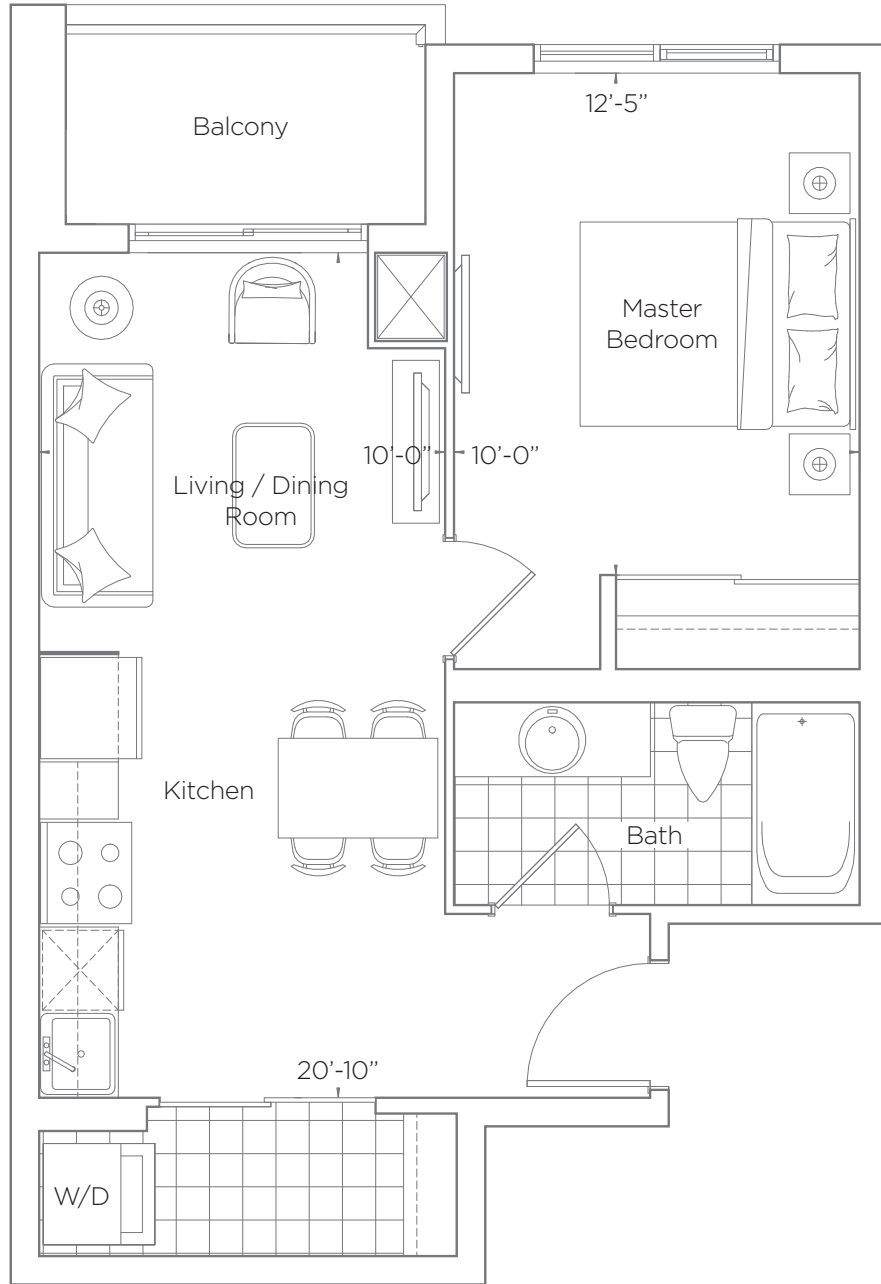 12’-5”
Balcony
Master
Bedroom
10’-0”
10’-0”
Living / Dining
Room
Kitchen
Bath
20’-10”
W/D